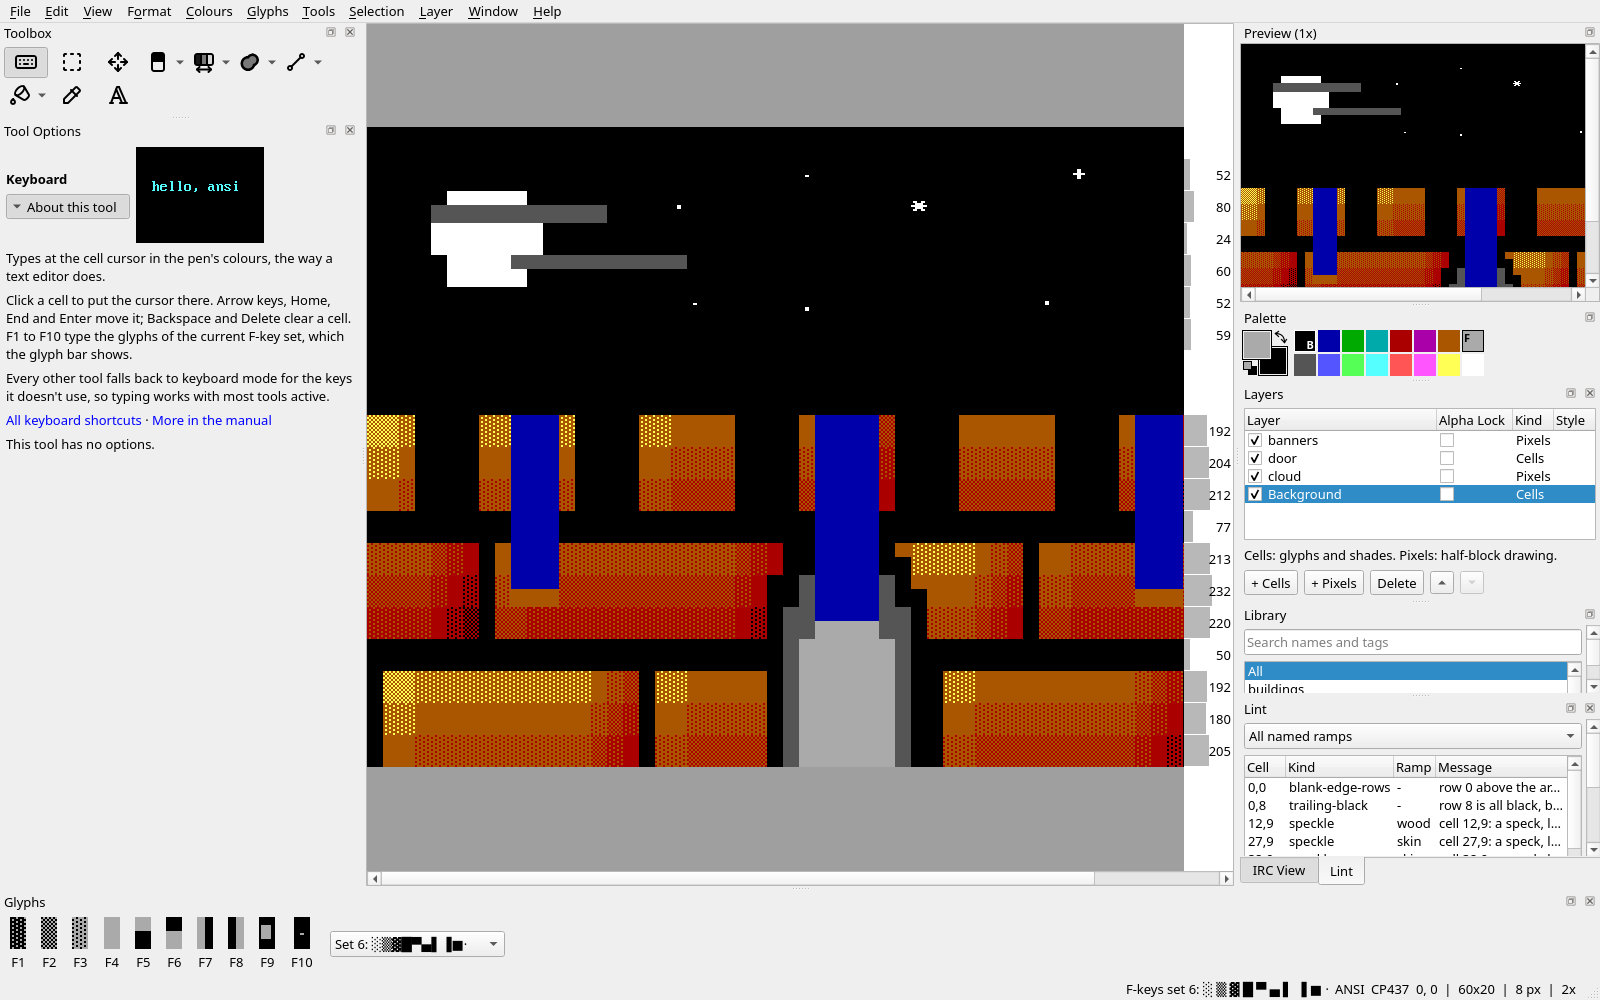 File Edit View Format Colours Glyphs Tools Selection Layer Window Help
Toolbox
Tool Options
Keyboard
About this tool
hello, ansi
Types at the cell cursor in the pen's colours, the way a
text editor does.
Click a cell to put the cursor there. Arrow keys, Home,
End and Enter move it; Backspace and Delete clear a cell.
F1 to F10 type the glyphs of the current F-key set, which
the glyph bar shows.
Every other tool falls back to keyboard mode for the keys
it doesn't use, so typing works with most tools active.
All keyboard shortcuts · More in the manual
This tool has no options.
52
80
24
60
52
59
192
204
212
77
213
232
220
50
192
180
205
Preview (1x)
Palette
B
F
Layers
Layer Alpha Lock Kind Style
banners Pixels
door Cells
cloud Pixels
Background Cells
Cells: glyphs and shades. Pixels: half-block drawing.
+ Cells + Pixels Delete
Library
Search names and tags
All
buildings
Lint
All named ramps
Cell Kind Ramp Message
0,0 blank-edge-rows - row 0 above the ar...
0,8 trailing-black - row 8 is all black, b...
12,9 speckle wood cell 12,9: a speck, l...
27,9 speckle skin cell 27,9: a speck, l...
IRC View Lint
Glyphs
F1 F2 F3 F4 F5 F6 F7 F8 F9 F10
Set 6: ░▒▓█▀▄▌▐■·
F-keys set 6: ░▒▓█▀▄▌▐■· ANSI CP437 0, 0 | 60x20 | 8 px | 2x